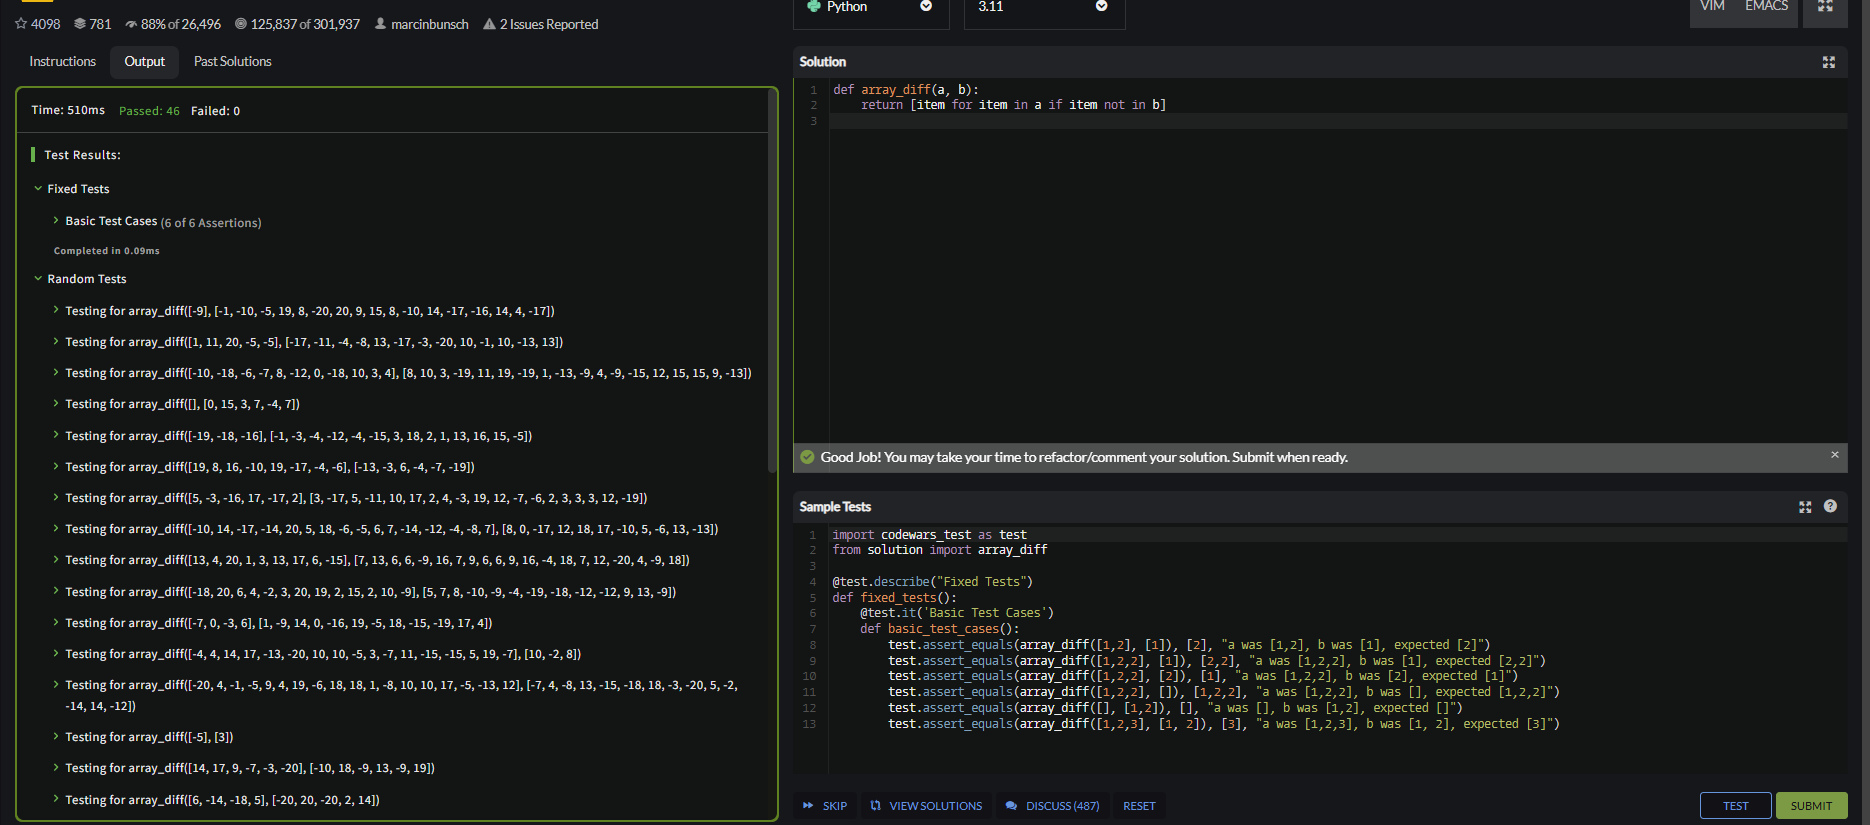 4098 781 88% of 26,496 125,837 of 301,937 marcinbunsch 2 Issues Reported
Instructions Output Past Solutions
Time: 510ms Passed: 46 Failed: 0
Test Results:
Fixed Tests
Basic Test Cases (6 of 6 Assertions)
Completed in 0.09ms
Random Tests
Testing for array_diff([-9], [-1, -10, -5, 19, 8, -20, 20, 9, 15, 8, -10, 14, -17, -16, 14, 4, -17])
Testing for array_diff([1, 11, 20, -5, -5], [-17, -11, -4, -8, 13, -17, -3, -20, 10, -1, 10, -13, 13])
Testing for array_diff([-10, -18, -6, -7, 8, -12, 0, -18, 10, 3, 4], [8, 10, 3, -19, 11, 19, -19, 1, -13, -9, 4, -9, -15, 12, 15, 15, 9, -13])
Testing for array_diff([], [0, 15, 3, 7, -4, 7])
Testing for array_diff([-19, -18, -16], [-1, -3, -4, -12, -4, -15, 3, 18, 2, 1, 13, 16, 15, -5])
Testing for array_diff([19, 8, 16, -10, 19, -17, -4, -6], [-13, -3, 6, -4, -7, -19])
Testing for array_diff([5, -3, -16, 17, -17, 2], [3, -17, 5, -11, 10, 17, 2, 4, -3, 19, 12, -7, -6, 2, 3, 3, 3, 12, -19])
Testing for array_diff([-10, 14, -17, -14, 20, 5, 18, -6, -5, 6, 7, -14, -12, -4, -8, 7], [8, 0, -17, 12, 18, 17, -10, 5, -6, 13, -13])
Testing for array_diff([13, 4, 20, 1, 3, 13, 17, 6, -15], [7, 13, 6, 6, -9, 16, 7, 9, 6, 6, 9, 16, -4, 18, 7, 12, -20, 4, -9, 18])
Testing for array_diff([-18, 20, 6, 4, -2, 3, 20, 19, 2, 15, 2, 10, -9], [5, 7, 8, -10, -9, -4, -19, -18, -12, -12, 9, 13, -9])
Testing for array_diff([-7, 0, -3, 6], [1, -9, 14, 0, -16, 19, -5, 18, -15, -19, 17, 4])
Testing for array_diff([-4, 4, 14, 17, -13, -20, 10, 10, -5, 3, -7, 11, -15, -15, 5, 19, -7], [10, -2, 8])
Testing for array_diff([-20, 4, -1, -5, 9, 4, 19, -6, 18, 18, 1, -8, 10, 10, 17, -5, -13, 12], [-7, 4, -8, 13, -15, -18, 18, -3, -20, 5, -2,
-14, 14, -12])
Testing for array_diff([-5], [3])
Testing for array_diff([14, 17, 9, -7, -3, -20], [-10, 18, -9, 13, -9, 19])
Testing for array_diff([6, -14, -18, 5], [-20, 20, -20, 2, 14])
Python 3.11 VIM EMACS
Solution
1 def array_diff(a, b):
2 return [item for item in a if item not in b]
3
Good Job! You may take your time to refactor/comment your solution. Submit when ready.
Sample Tests
1 import codewars_test as test
2 from solution import array_diff
3
4 @test.describe("Fixed Tests")
5 def fixed_tests():
6 @test.it('Basic Test Cases')
7 def basic_test_cases():
8 test.assert_equals(array_diff([1,2], [1]), [2], "a was [1,2], b was [1], expected [2]")
9 test.assert_equals(array_diff([1,2,2], [1]), [2,2], "a was [1,2,2], b was [1], expected [2,2]")
10 test.assert_equals(array_diff([1,2,2], [2]), [1], "a was [1,2,2], b was [2], expected [1]")
11 test.assert_equals(array_diff([1,2,2], []), [1,2,2], "a was [1,2,2], b was [], expected [1,2,2]")
12 test.assert_equals(array_diff([], [1,2]), [], "a was [], b was [1,2], expected []")
13 test.assert_equals(array_diff([1,2,3], [1, 2]), [3], "a was [1,2,3], b was [1, 2], expected [3]")
SKIP VIEW SOLUTIONS DISCUSS (487) RESET TEST SUBMIT